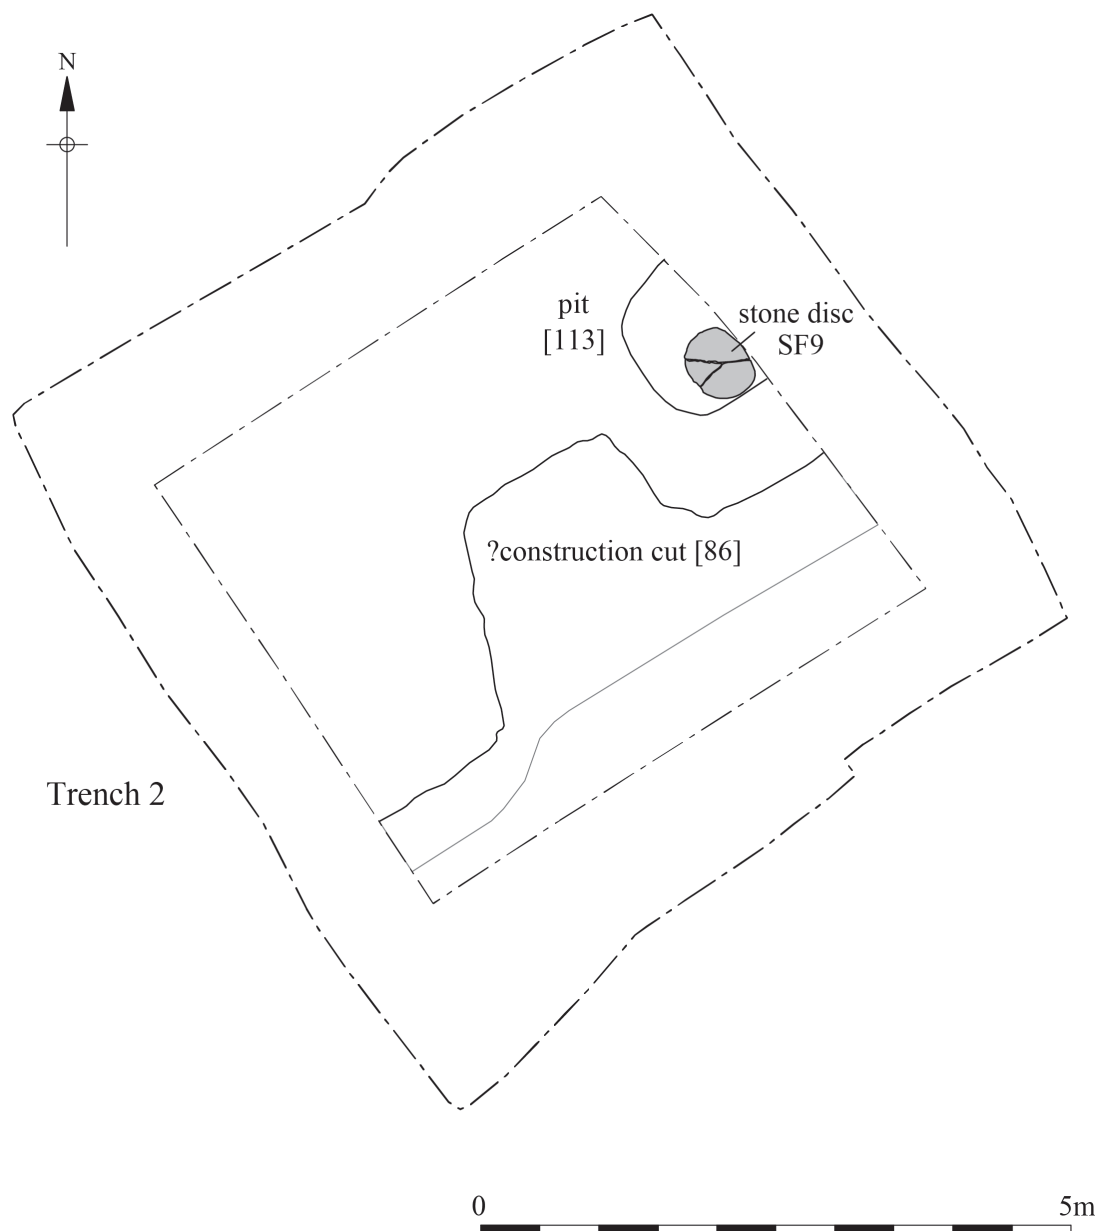 N
pit
[113]
stone disc
SF9
?construction cut [86]
Trench 2
0
5m